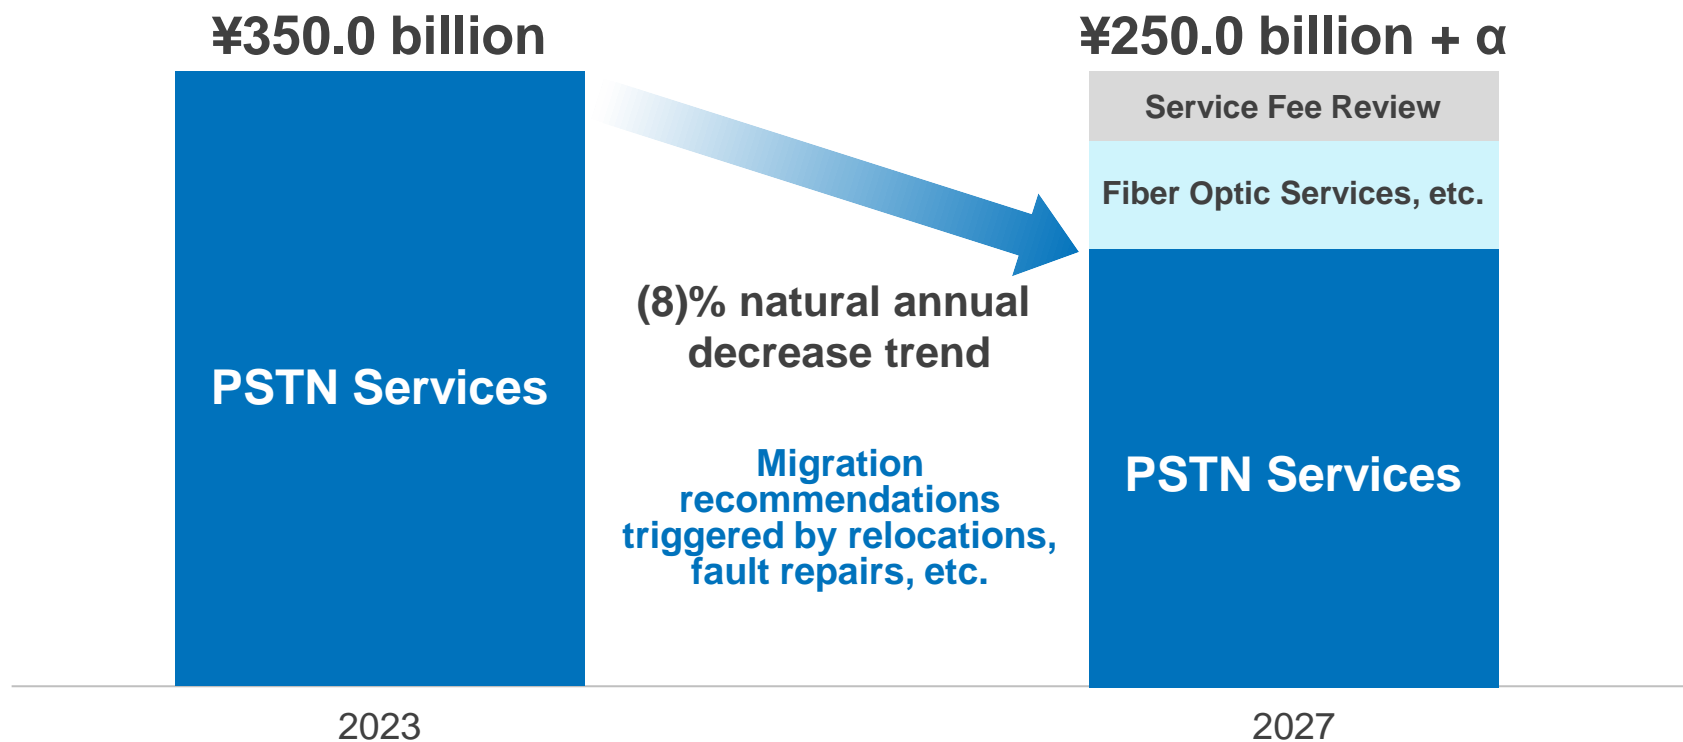 ¥350.0 billion
¥250.0 billion + α
Service Fee Review
Fiber Optic Services, etc.
(8)% natural annual
decrease trend
PSTN Services
Migration
recommendations
triggered by relocations,
fault repairs, etc.
PSTN Services
2023
2027